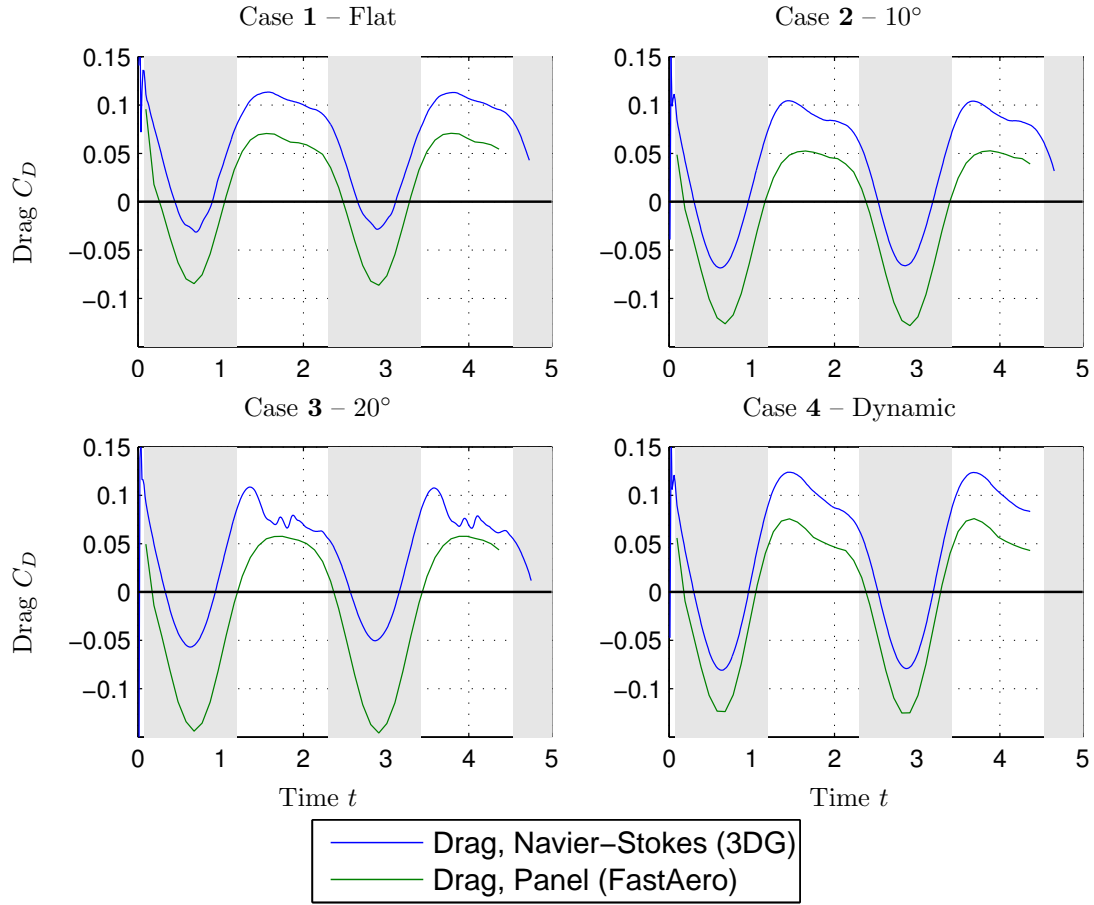 Case 1 – Flat
Case 2 – 10°
0.15
0.1
0.05
0
−0.05
−0.1
0 1 2 3 4 5
Drag C_D
0.15
0.1
0.05
0
−0.05
−0.1
0 1 2 3 4 5
Case 3 – 20°
Case 4 – Dynamic
0.15
0.1
0.05
0
−0.05
−0.1
0 1 2 3 4 5
Drag C_D
Time t
0.15
0.1
0.05
0
−0.05
−0.1
0 1 2 3 4 5
Time t
Drag, Navier−Stokes (3DG)
Drag, Panel (FastAero)